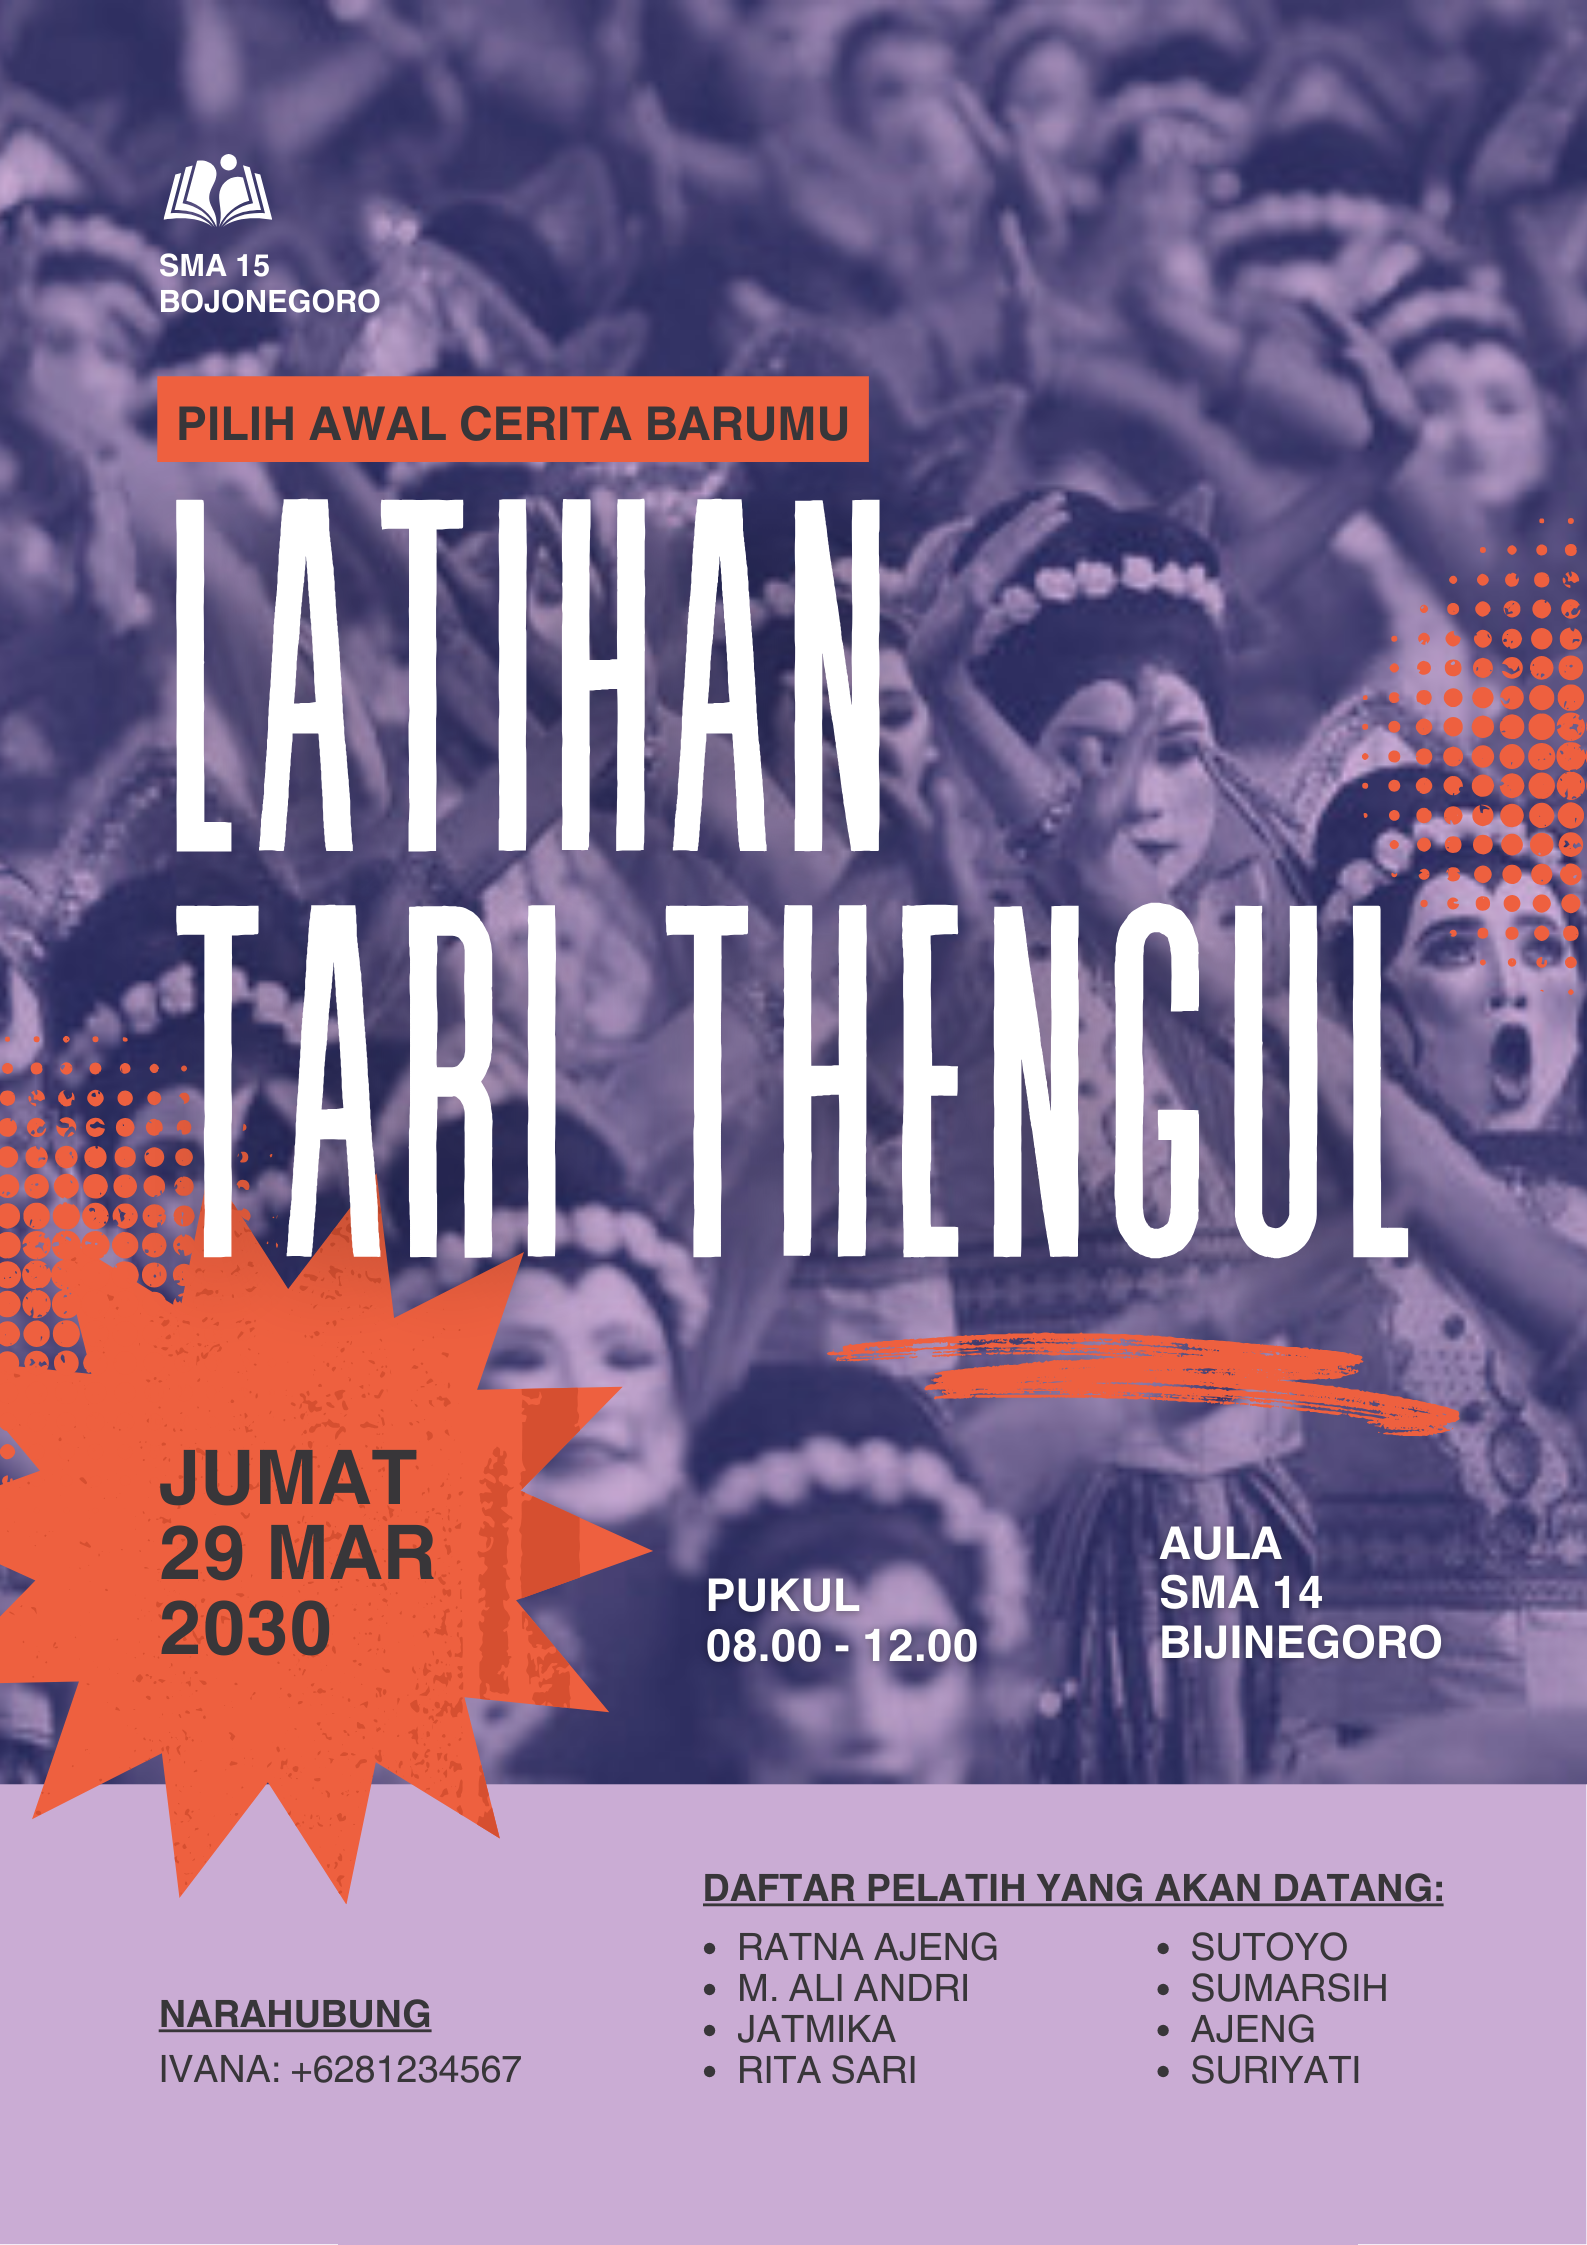 SMA 15
BOJONEGORO
PILIH AWAL CERITA BARUMU
LATIHAN
TARI THENGUL
JUMAT
29 MAR
2030
PUKUL
08.00 - 12.00
AULA
SMA 14
BIJINEGORO
NARAHUBUNG
IVANA: +6281234567
DAFTAR PELATIH YANG AKAN DATANG:
• RATNA AJENG
• M. ALI ANDRI
• JATMIKA
• RITA SARI
• SUTOYO
• SUMARSIH
• AJENG
• SURIYATI